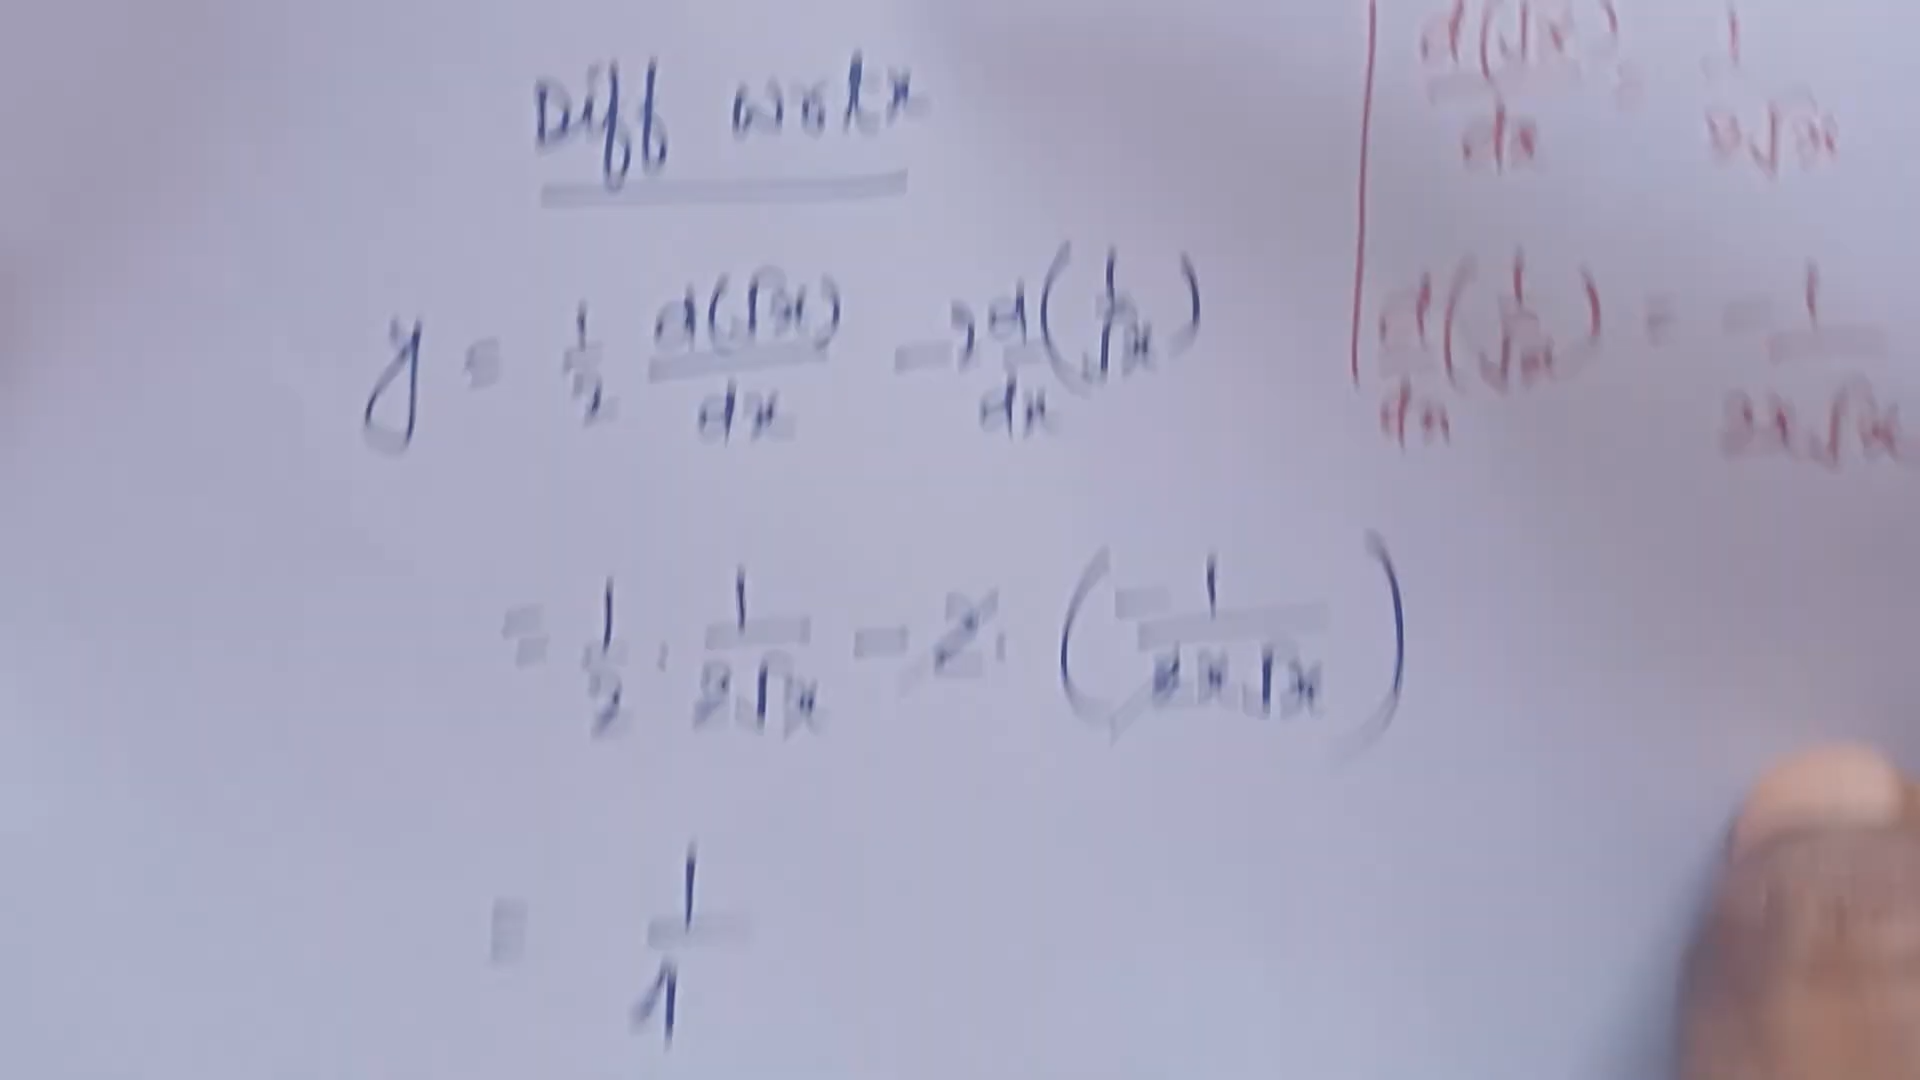 Diff w.r.t x
y = 1/2 d(√x)/dx - 2 d/dx (1/√x)
= 1/2 . 1/2√x - 2 . (- 1/2x√x)
= 1/4
d(√x)/dx = 1/2√x
d/dx (1/√x) = - 1/2x√x